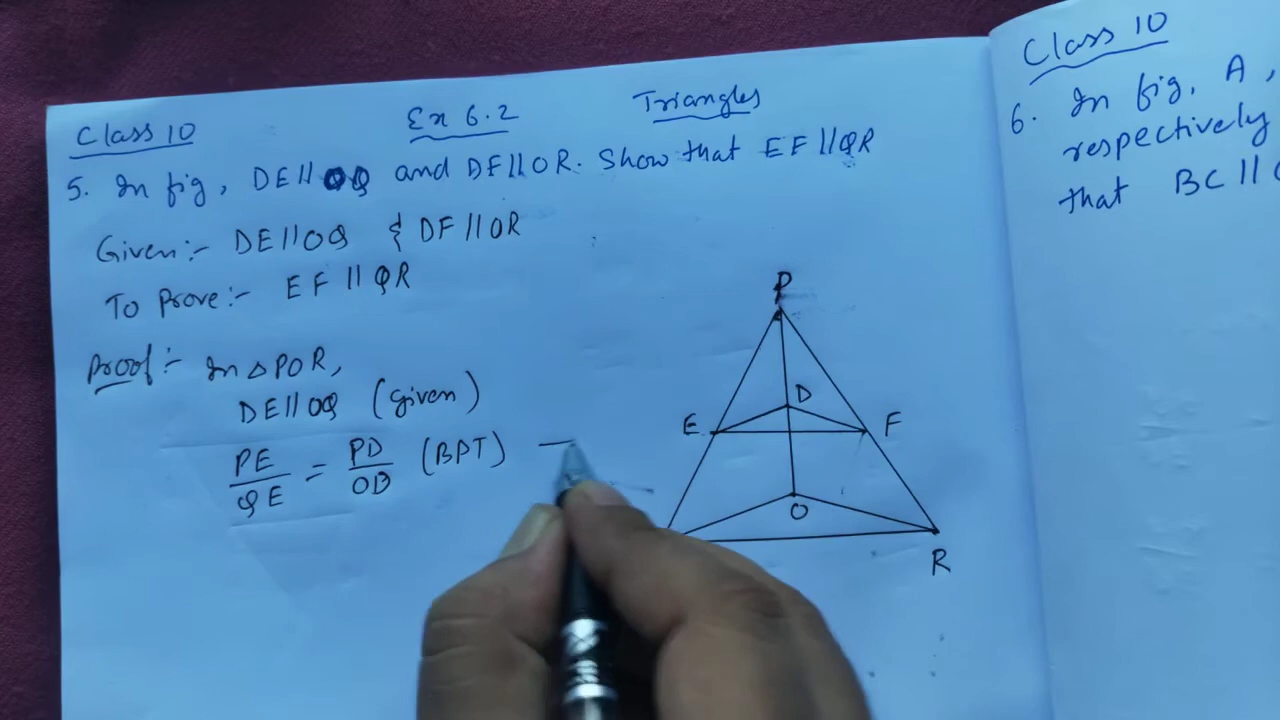 Class 10 Ex 6.2 Triangles
5. In fig, DE||OQ and DF||OR. Show that EF||QR
Given:- DE||OQ & DF||OR
To Prove:- EF||QR
Proof:- In △POR,
DE||OQ (Given)
PE/QE = PD/OD (BPT) —
P
D
E
F
O
R
Class 10
6. In fig, A,
respectively
that BC||